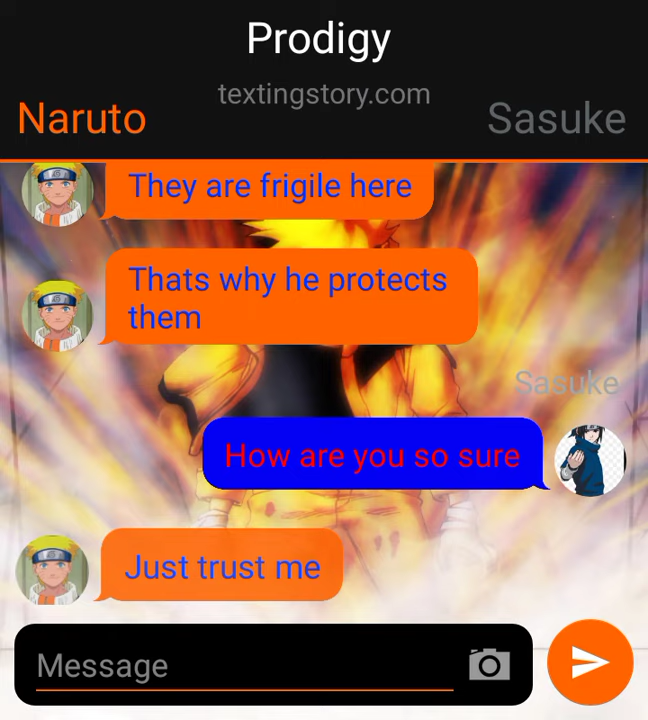 Prodigy
textingstory.com
Naruto
Sasuke
They are frigile here
Thats why he protects
them
Sasuke
How are you so sure
Just trust me
Message